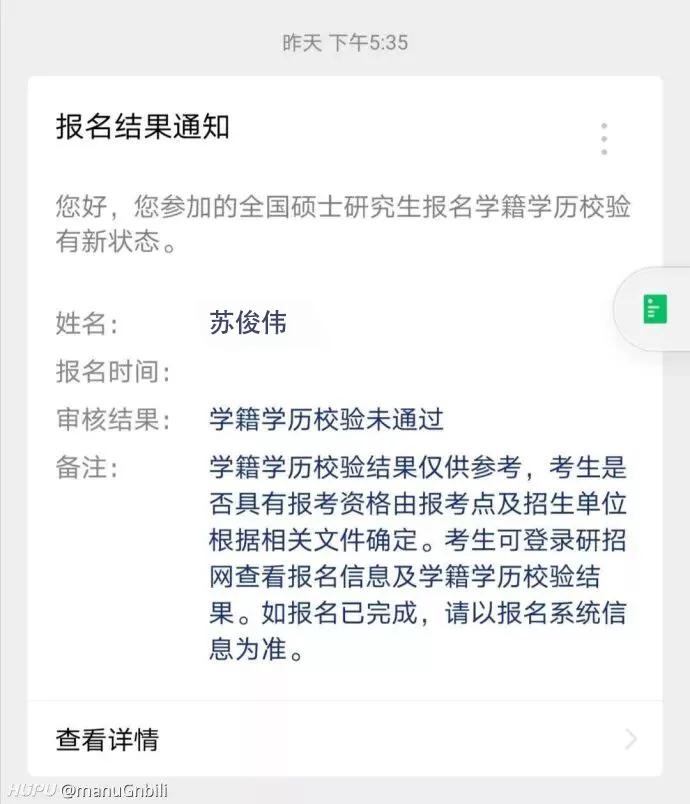 昨天 下午5:35
报名结果通知
您好，您参加的全国硕士研究生报名学籍学历校验
有新状态。
姓名： 苏俊伟
报名时间：
审核结果： 学籍学历校验未通过
备注： 学籍学历校验结果仅供参考，考生是
否具有报考资格由报考点及招生单位
根据相关文件确定。考生可登录研招
网查看报名信息及学籍学历校验结
果。如报名已完成，请以报名系统信
息为准。
查看详情
HUPU @manuGnbili